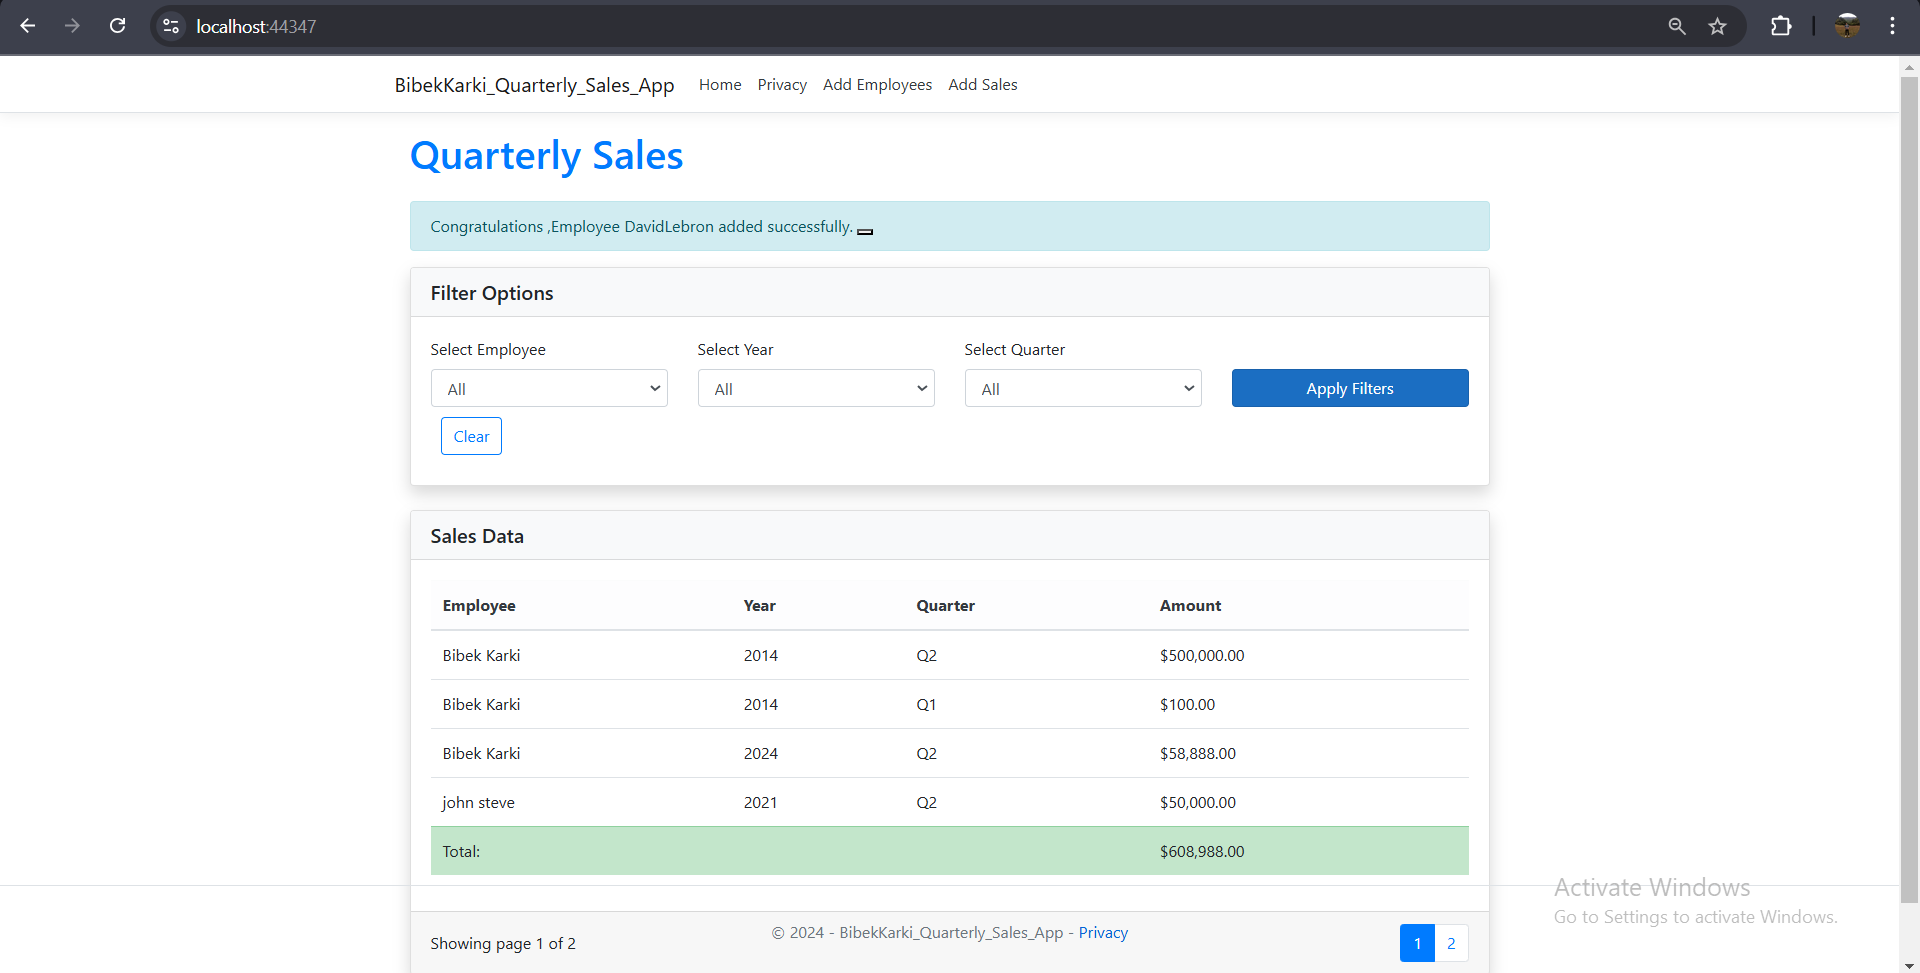 localhost:44347
BibekKarki_Quarterly_Sales_App Home Privacy Add Employees Add Sales
Quarterly Sales
Congratulations ,Employee DavidLebron added successfully.
Filter Options
Select Employee Select Year Select Quarter
All All All Apply Filters
Clear
Sales Data
Employee Year Quarter Amount
Bibek Karki 2014 Q2 $500,000.00
Bibek Karki 2014 Q1 $100.00
Bibek Karki 2024 Q2 $58,888.00
john steve 2021 Q2 $50,000.00
Total: $608,988.00
Activate Windows
Go to Settings to activate Windows.
© 2024 - BibekKarki_Quarterly_Sales_App - Privacy
Showing page 1 of 2 1 2